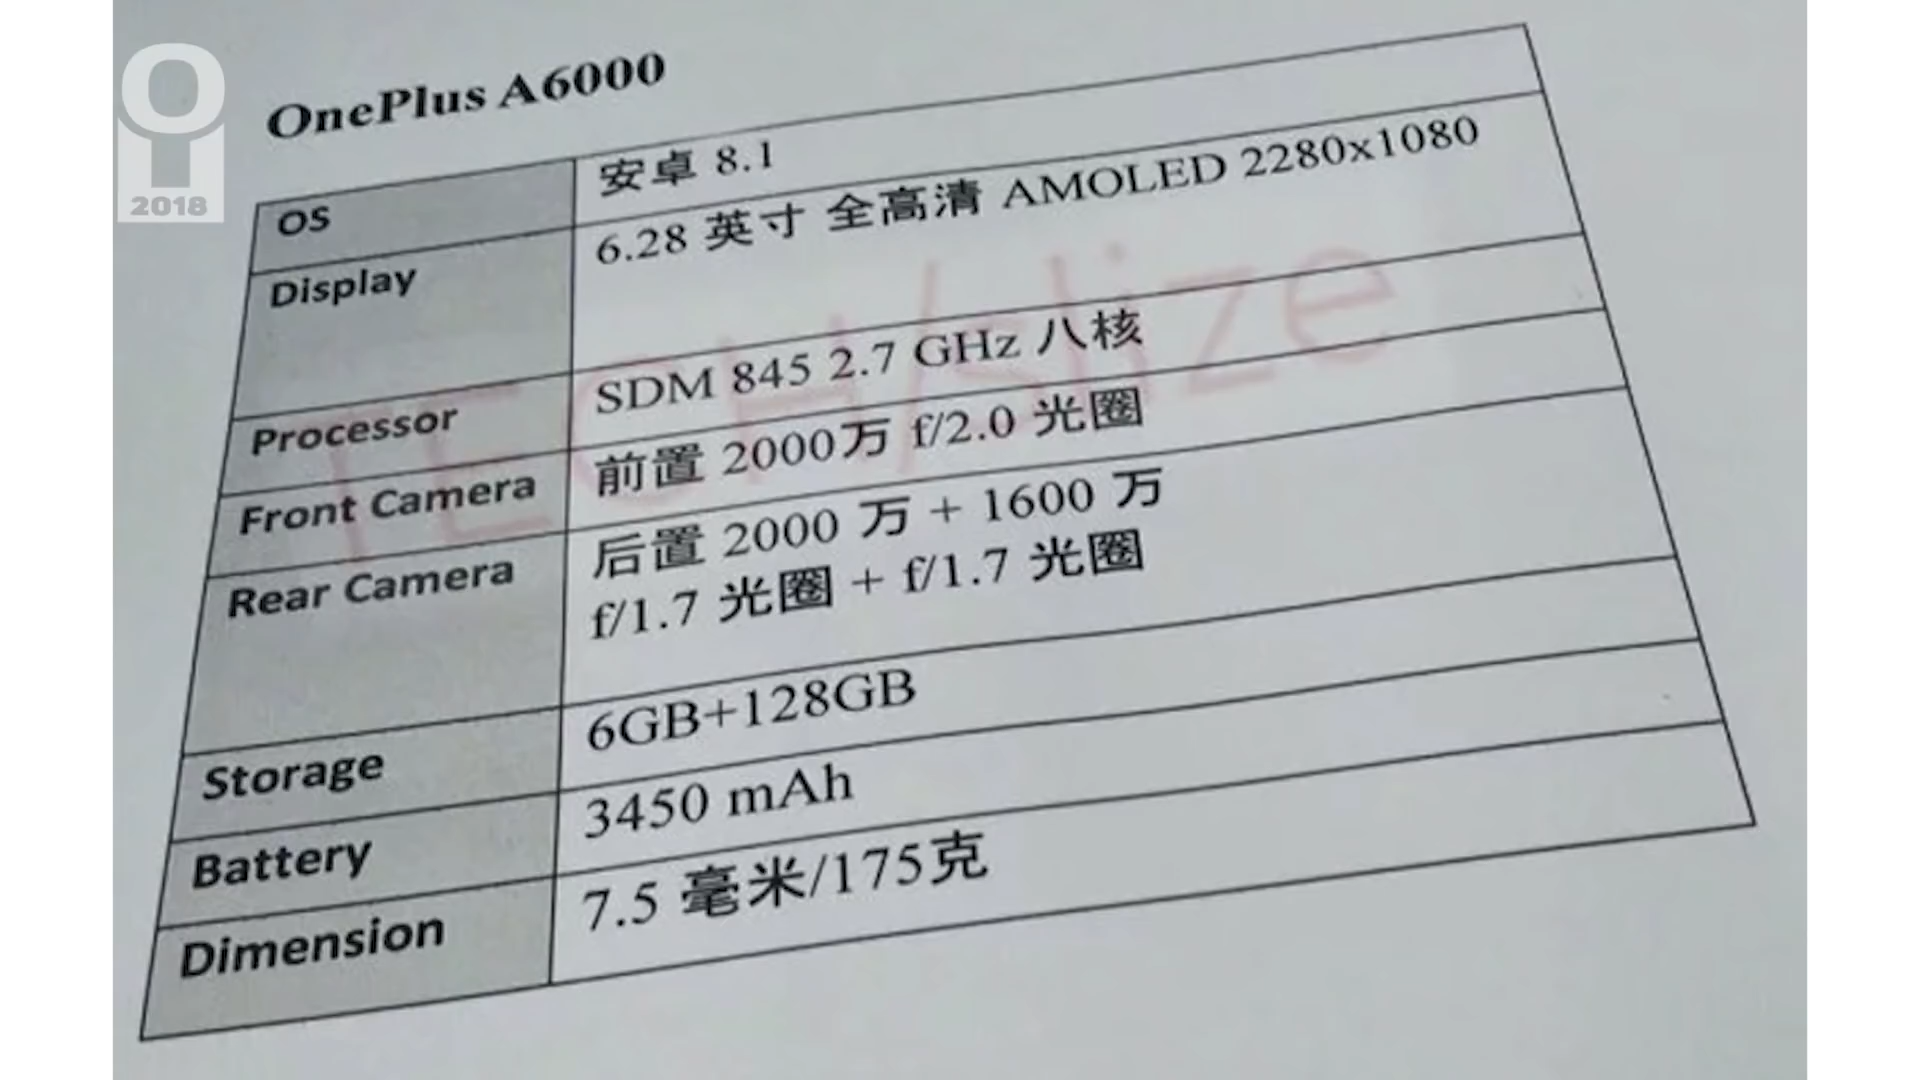 OnePlus A6000
OS 安卓 8.1
Display 6.28 英寸 全高清 AMOLED 2280x1080
Processor SDM 845 2.7 GHz 八核
Front Camera 前置 2000万 f/2.0 光圈
Rear Camera 后置 2000 万 + 1600 万
f/1.7 光圈 + f/1.7 光圈
Storage 6GB+128GB
Battery 3450 mAh
Dimension 7.5 毫米/175克
TECH/slize
2018